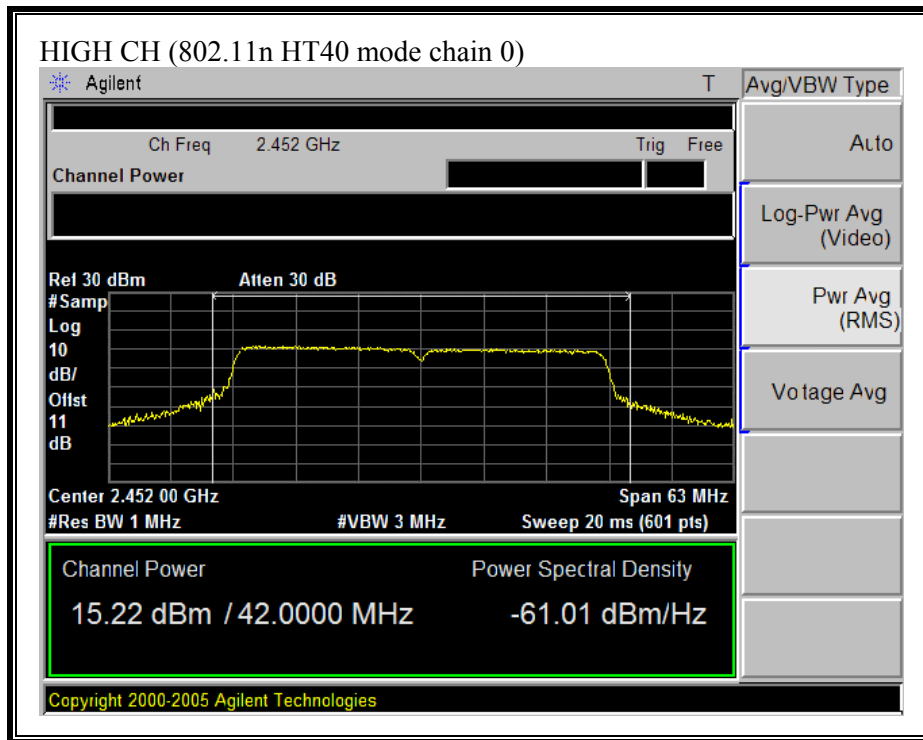 HIGH CH (802.11n HT40 mode chain 0)
Agilent T
Avg/VBW Type
Ch Freq 2.452 GHz Trig Free
Channel Power
Auto
Log-Pwr Avg
(Video)
Pwr Avg
(RMS)
Voltage Avg
Ref 30 dBm Atten 30 dB
#Samp
Log
10
dB/
Offst
11
dB
Center 2.452 00 GHz Span 63 MHz
#Res BW 1 MHz #VBW 3 MHz Sweep 20 ms (601 pts)
Channel Power Power Spectral Density
15.22 dBm / 42.0000 MHz -61.01 dBm/Hz
Copyright 2000-2005 Agilent Technologies